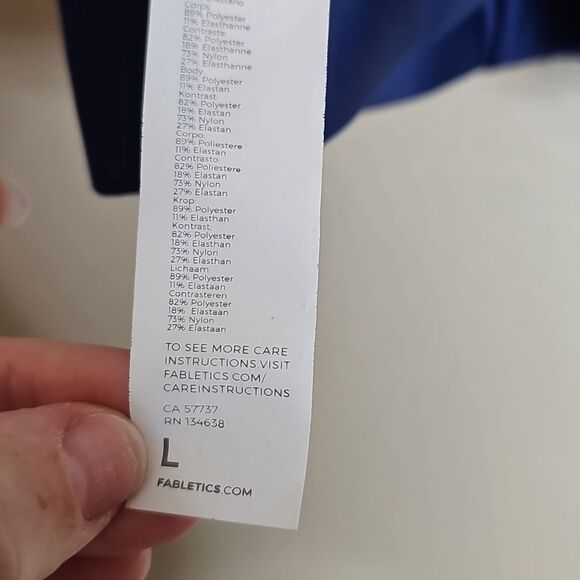 Corps:
89% Polyester
11% Elasthanne
Contraste:
82% Polyester
18% Elasthanne
73% Nylon
27% Elasthanne
Body
89% Polyester
11% Elastan
Kontrast:
82% Polyester
18% Elastan
73% Nylon
27% Elastan
Corpo:
89% Poliestere
11% Elastan
Contrasto:
82% Poliestere
18% Elastan
73% Nylon
27% Elastan
Krop:
89% Polyester
11% Elasthan
Kontrast:
82% Polyester
18% Elasthan
73% Nylon
27% Elasthan
Lichaam
89% Polyester
11% Elastaan
Contrasteren:
82% Polyester
18% Elastaan
73% Nylon
27% Elastaan
TO SEE MORE CARE
INSTRUCTIONS VISIT
FABLETICS.COM/
CAREINSTRUCTIONS
CA 57737
RN 134638
L
FABLETICS.COM